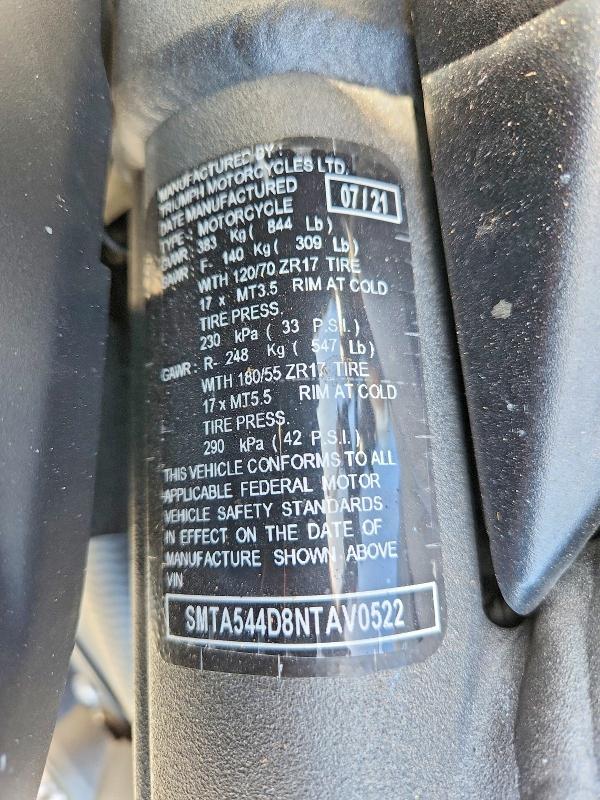 MANUFACTURED BY:
TRIUMPH MOTORCYCLES LTD.
DATE MANUFACTURED 07/21
TYPE: MOTORCYCLE
GVWR: 383 Kg ( 844 Lb)
GAWR: F- 140 Kg ( 309 Lb)
WITH 120/70 ZR17 TIRE
17 x MT3.5 RIM AT COLD
TIRE PRESS.
230 kPa ( 33 P.S.I.)
GAWR: R- 248 Kg ( 547 Lb)
WITH 180/55 ZR17 TIRE
17 x MT5.5 RIM AT COLD
TIRE PRESS.
290 kPa ( 42 P.S.I.)
THIS VEHICLE CONFORMS TO ALL
APPLICABLE FEDERAL MOTOR
VEHICLE SAFETY STANDARDS
IN EFFECT ON THE DATE OF
MANUFACTURE SHOWN ABOVE
VIN
SMTA544D8NTAV0522